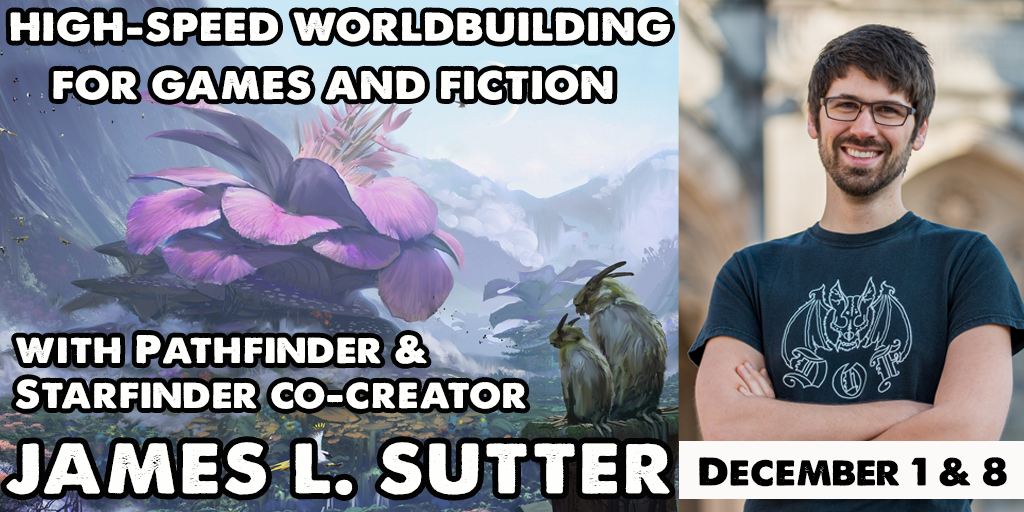 HIGH-SPEED WORLDBUILDING
FOR GAMES AND FICTION
WITH PATHFINDER &
STARFINDER CO-CREATOR
JAMES L. SUTTER
DECEMBER 1 & 8